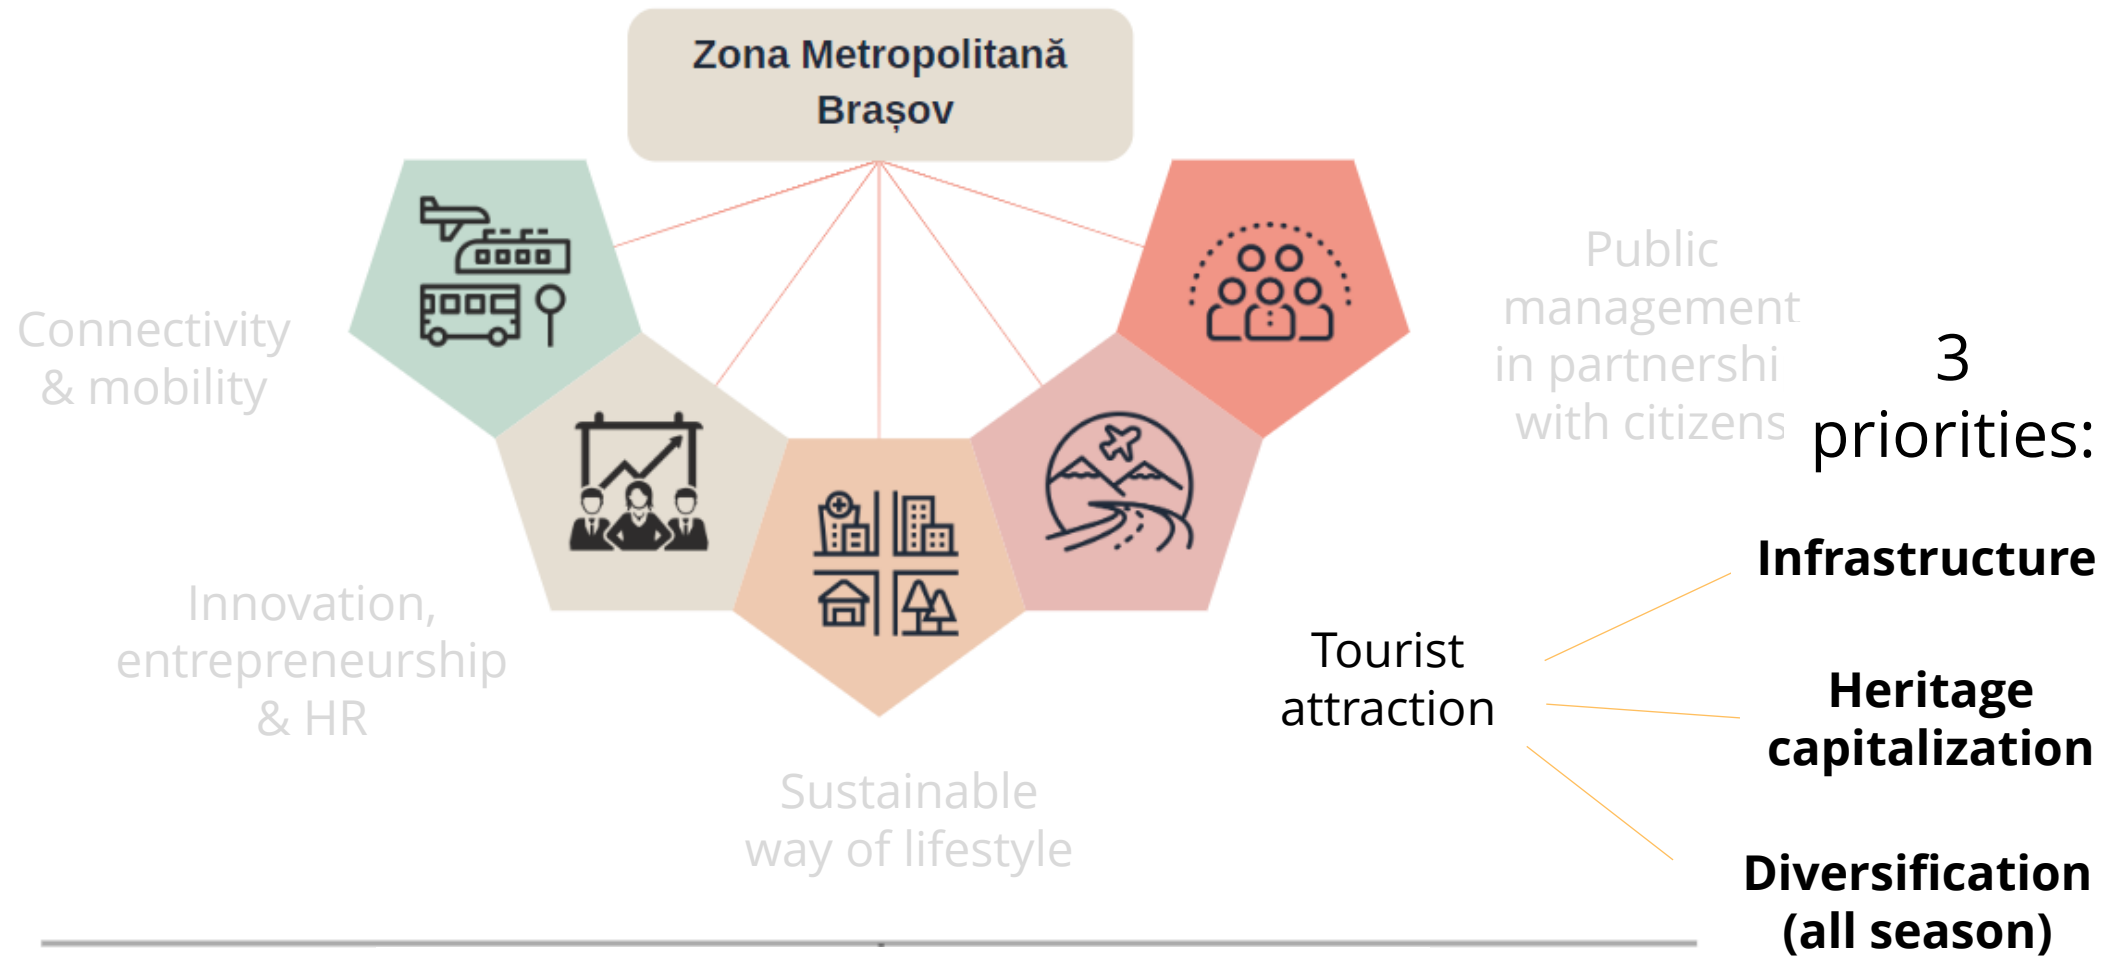 Zona Metropolitană
Brașov
Connectivity
& mobility
Innovation,
entrepreneurship
& HR
Sustainable
way of lifestyle
Tourist
attraction
Public
management
in partnershi
with citizens
3
priorities:
Infrastructure
Heritage
capitalization
Diversification
(all season)